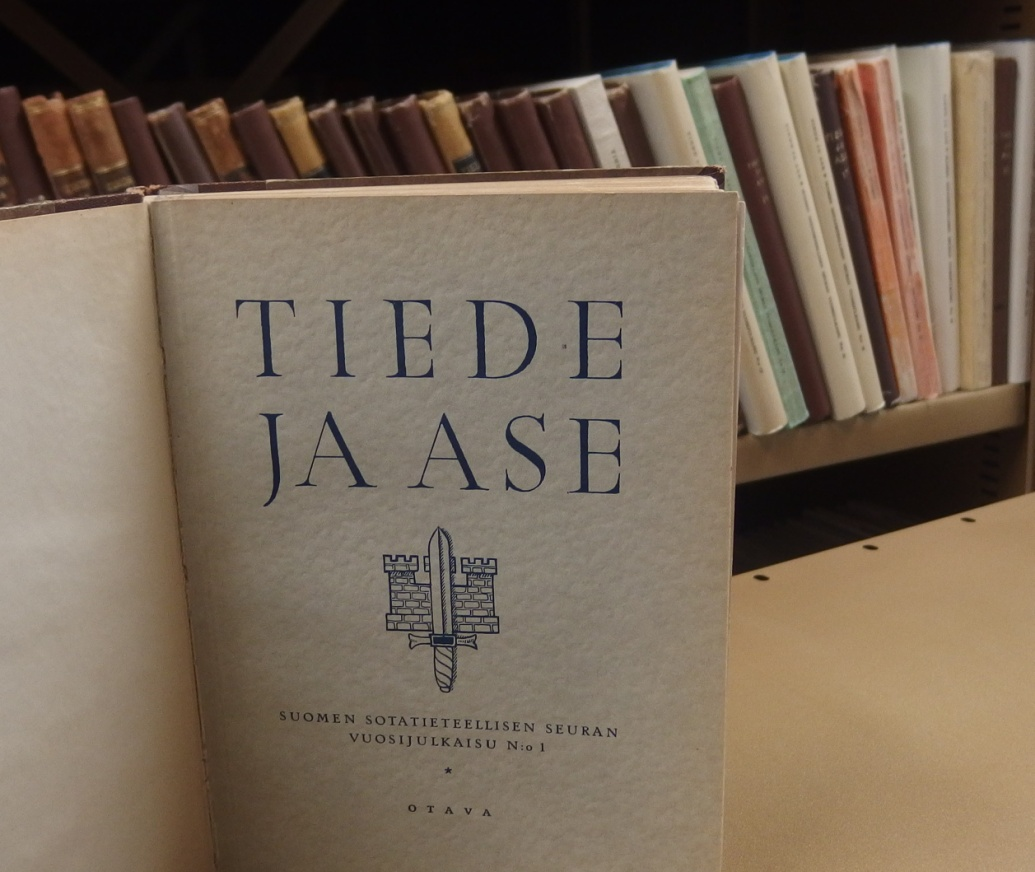 TIEDE
JA ASE
SUOMEN SOTATIETEELLISEN SEURAN
VUOSIJULKAISU N:o 1
★
OTAVA